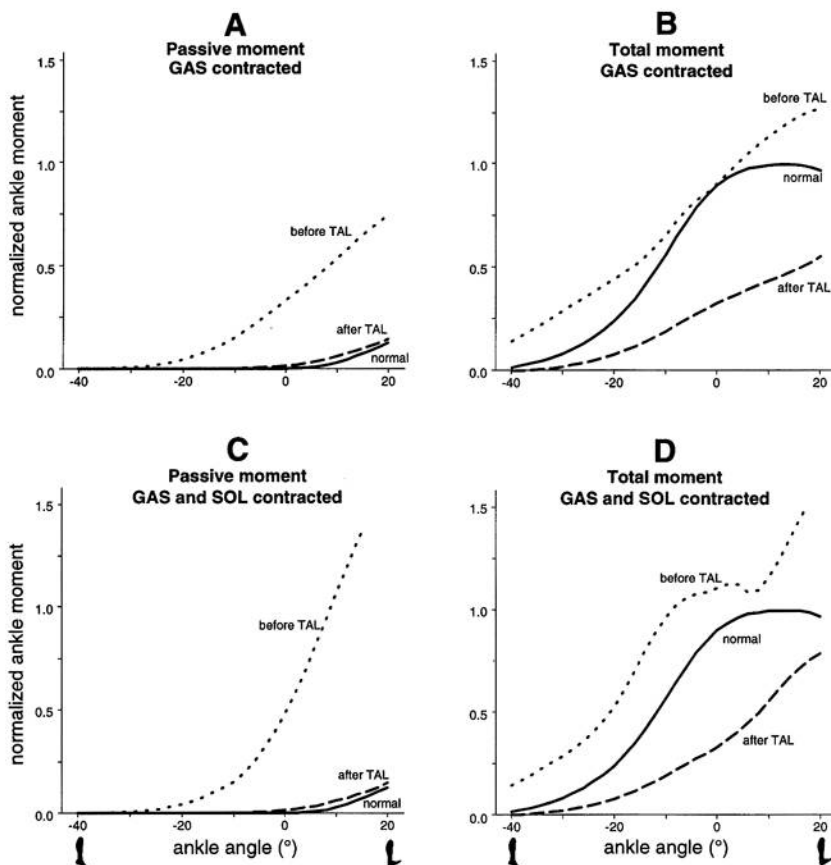 A
Passive moment
GAS contracted
normalized ankle moment
1.5
1.0
0.5
0.0
before TAL
after TAL
normal
-40
-20
0
20
B
Total moment
GAS contracted
1.5
1.0
0.5
0.0
before TAL
normal
after TAL
-40
-20
0
20
C
Passive moment
GAS and SOL contracted
normalized ankle moment
1.5
1.0
0.5
0.0
before TAL
after TAL
normal
-40
-20
0
20
ankle angle (°)
D
Total moment
GAS and SOL contracted
1.5
1.0
0.5
0.0
before TAL
normal
after TAL
-40
-20
0
20
ankle angle (°)